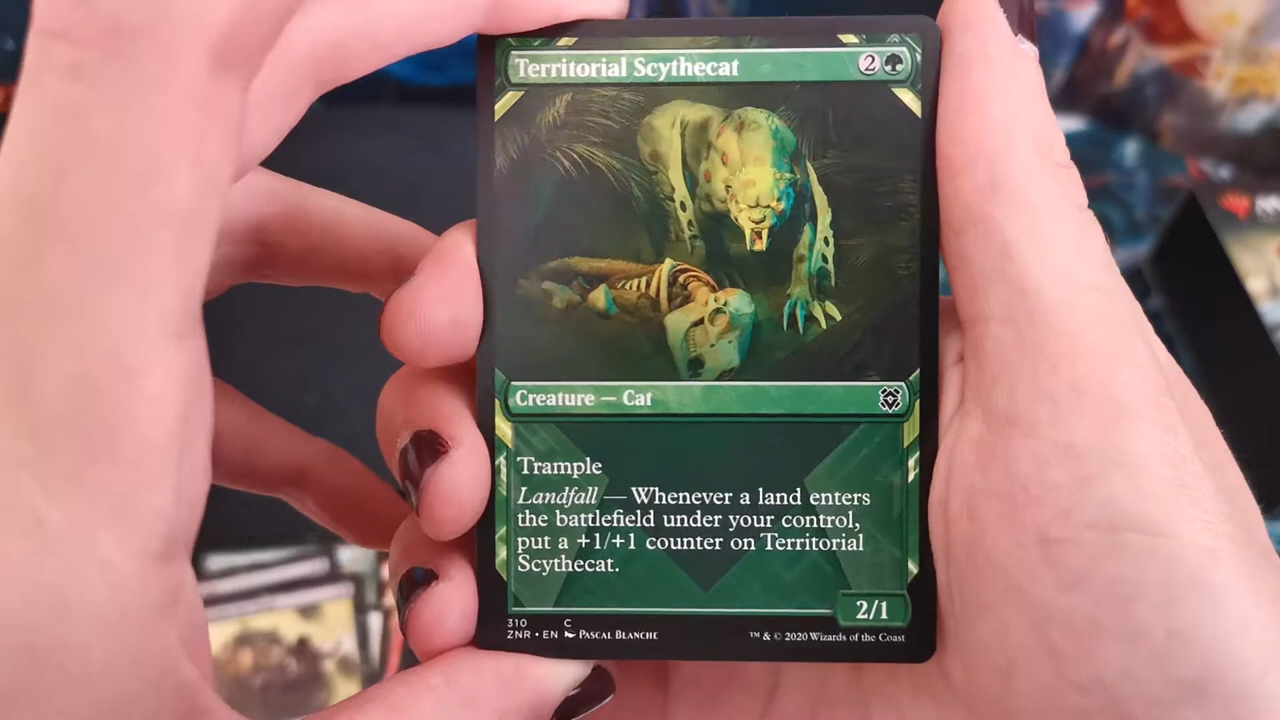 Territorial Scythecat 2
Creature — Cat
Trample
Landfall — Whenever a land enters
the battlefield under your control,
put a +1/+1 counter on Territorial
Scythecat.
2/1
310 C
ZNR • EN PASCAL BLANCHE
™ & © 2020 Wizards of the Coast